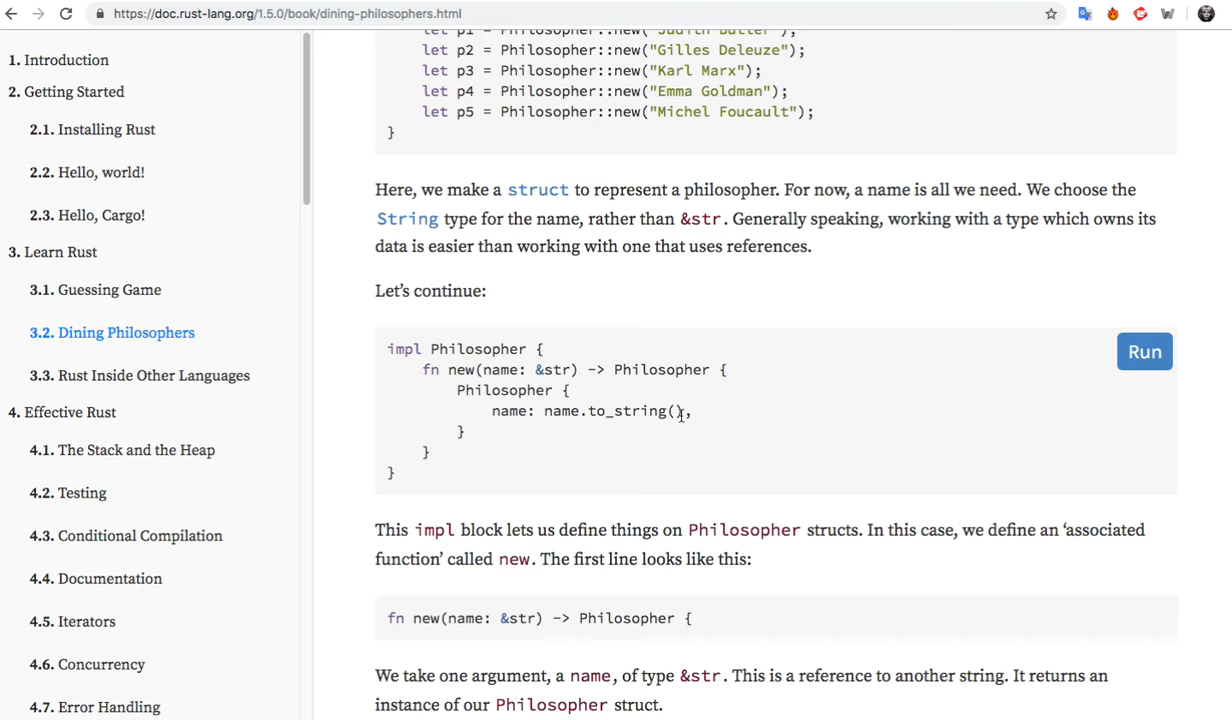 https://doc.rust-lang.org/1.5.0/book/dining-philosophers.html
1. Introduction
2. Getting Started
2.1. Installing Rust
2.2. Hello, world!
2.3. Hello, Cargo!
3. Learn Rust
3.1. Guessing Game
3.2. Dining Philosophers
3.3. Rust Inside Other Languages
4. Effective Rust
4.1. The Stack and the Heap
4.2. Testing
4.3. Conditional Compilation
4.4. Documentation
4.5. Iterators
4.6. Concurrency
4.7. Error Handling
let p1 = Philosopher::new("Judith Butler");
let p2 = Philosopher::new("Gilles Deleuze");
let p3 = Philosopher::new("Karl Marx");
let p4 = Philosopher::new("Emma Goldman");
let p5 = Philosopher::new("Michel Foucault");
}
Here, we make a struct to represent a philosopher. For now, a name is all we need. We choose the
String type for the name, rather than &str. Generally speaking, working with a type which owns its
data is easier than working with one that uses references.
Let’s continue:
Run
impl Philosopher {
fn new(name: &str) -> Philosopher {
Philosopher {
name: name.to_string(),
}
}
}
This impl block lets us define things on Philosopher structs. In this case, we define an ‘associated
function’ called new. The first line looks like this:
fn new(name: &str) -> Philosopher {
We take one argument, a name, of type &str. This is a reference to another string. It returns an
instance of our Philosopher struct.